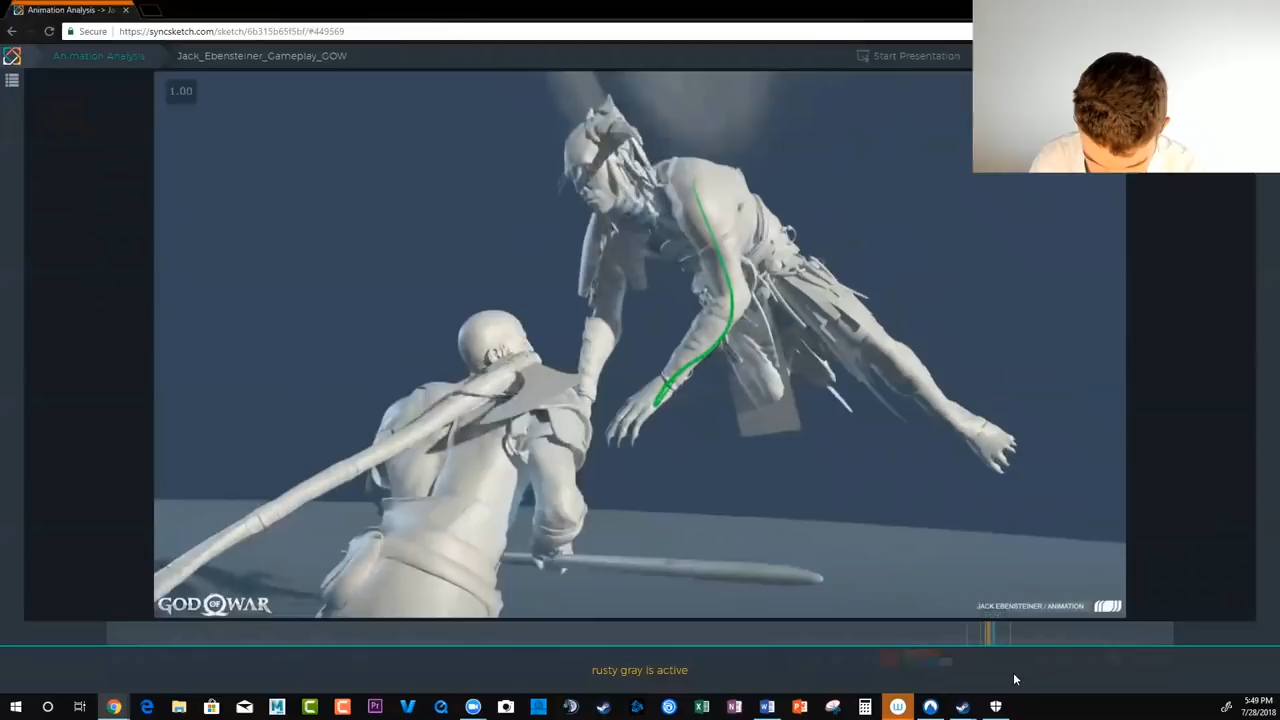 Animation Analysis -> Jo
Secure
https://syncsketch.com/sketch/6b315b65f5bf/#449569
Animation Analysis
Jack_Ebensteiner_Gameplay_GOW
Start Presentation
1.00
GOD OF WAR
JACK EBENSTEINER / ANIMATION
rusty gray is active
5:49 PM
7/28/2018